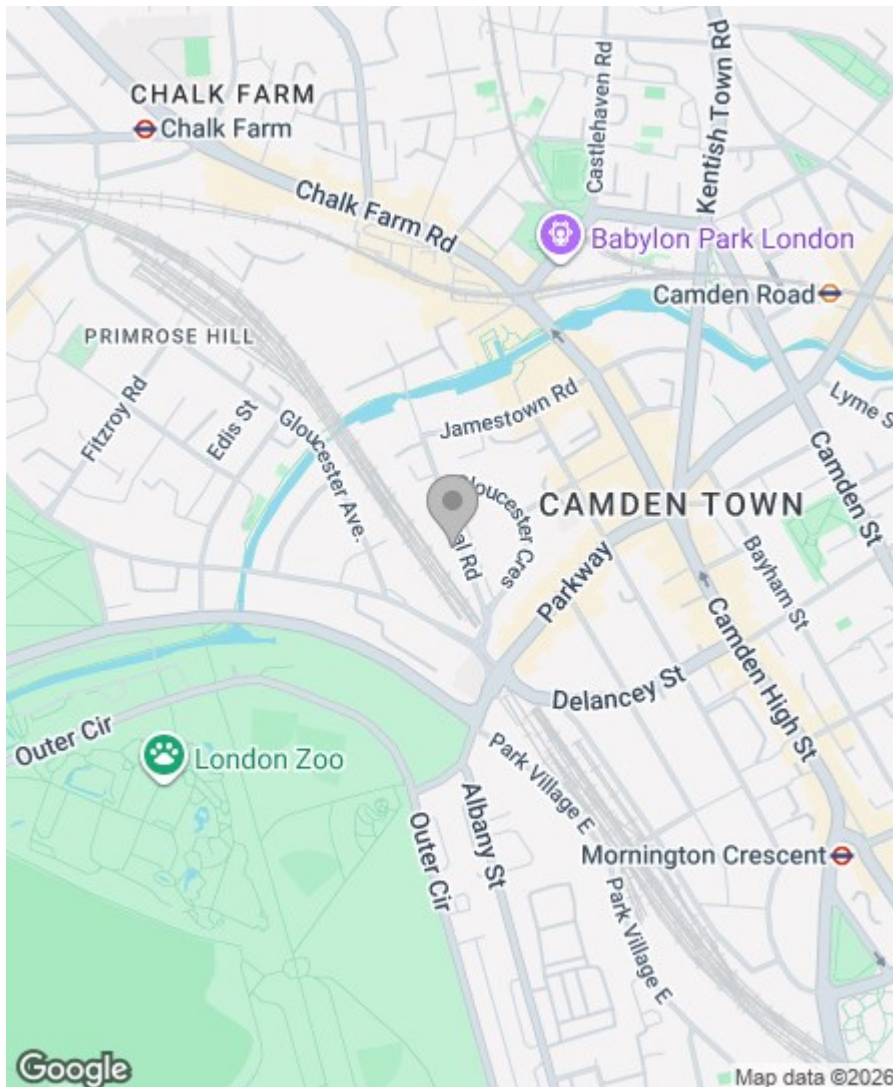 CHALK FARM
Chalk Farm
Castlehaven Rd
Kentish Town Rd
Chalk Farm Rd
Babylon Park London
Camden Road
PRIMROSE HILL
Fitzroy Rd
Edis St
Gloucester Ave.
Jamestown Rd
Lyme S
Gloucester Cres
CAMDEN TOWN
Camden St
al Rd
Parkway
Bayham St
Camden High St
Delancey St
Outer Cir
London Zoo
Park Village E
Albany St
Outer Cir
Mornington Crescent
Park Village E
Google
Map data ©2026